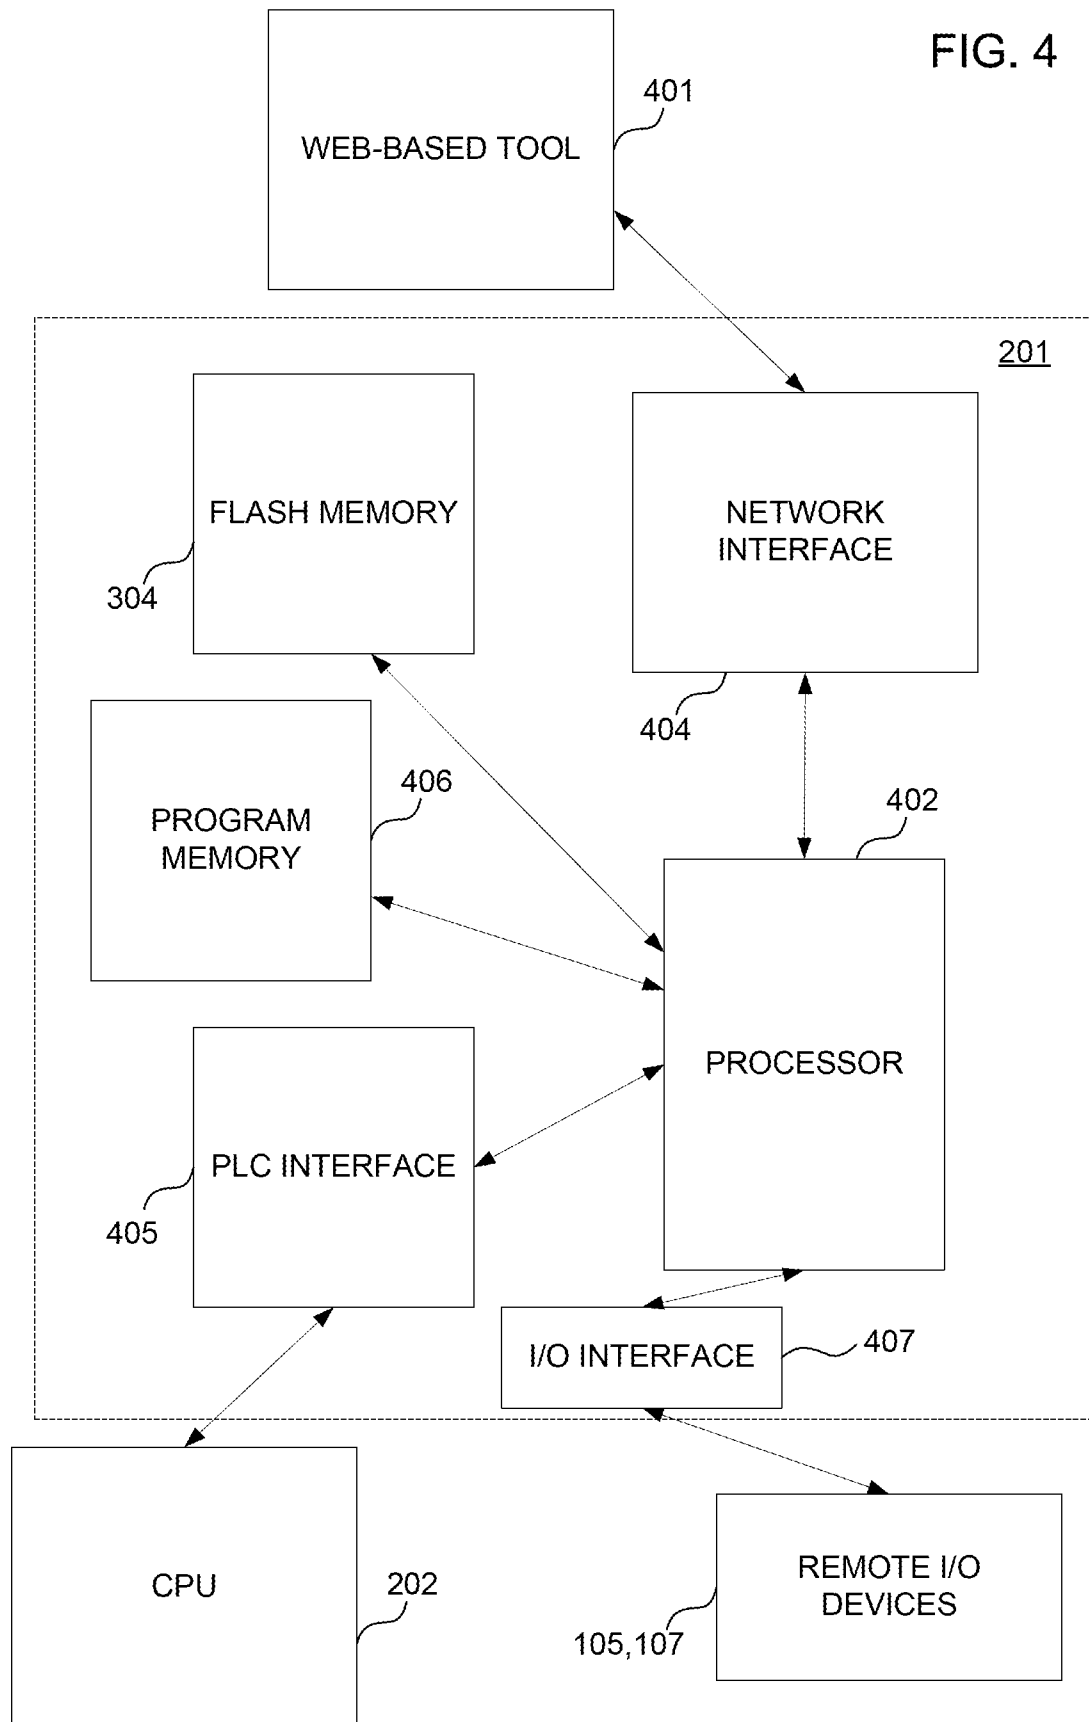 FIG. 4
401
WEB-BASED TOOL
201
FLASH MEMORY
NETWORK
INTERFACE
304
404
406
402
PROGRAM
MEMORY
PROCESSOR
PLC INTERFACE
405
I/O INTERFACE
407
CPU
202
REMOTE I/O
DEVICES
105,107